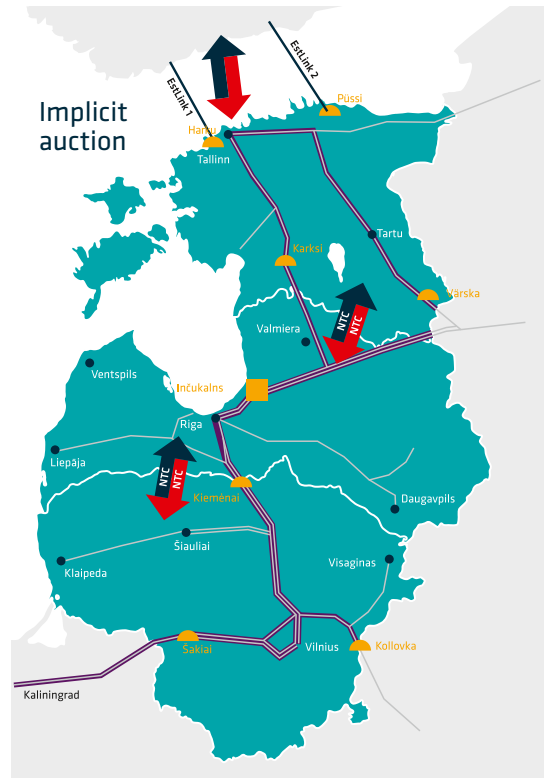 EstLink 1
EstLink 2
Implicit
auction
Püssi
Harku
Tallinn
Tartu
Karksi
Värska
NTC
NTC
Valmiera
Ventspils
Inčukalns
Riga
Liepāja
NTC
NTC
Kiemėnai
Daugavpils
Šiauliai
Visaginas
Klaipeda
Šakiai
Vilnius
Kollovka
Kaliningrad